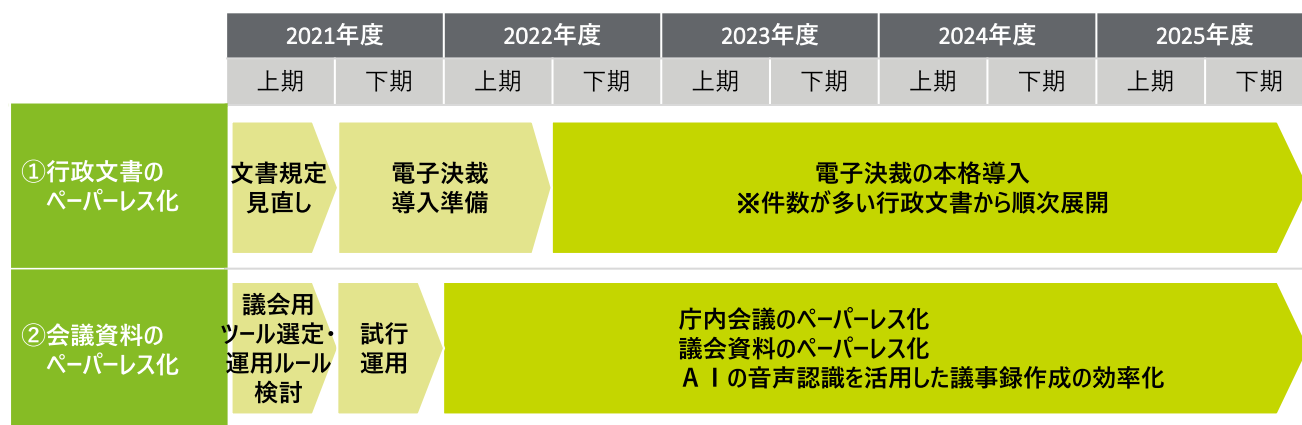 2021年度 2022年度 2023年度 2024年度 2025年度
上期 下期 上期 下期 上期 下期 上期 下期 上期 下期
①行政文書の
ペーパーレス化
文書規定
見直し
電子決裁
導入準備
電子決裁の本格導入
※件数が多い行政文書から順次展開
②会議資料の
ペーパーレス化
議会用
ツール選定・
運用ルール
検討
試行
運用
庁内会議のペーパーレス化
議会資料のペーパーレス化
ＡＩの音声認識を活用した議事録作成の効率化